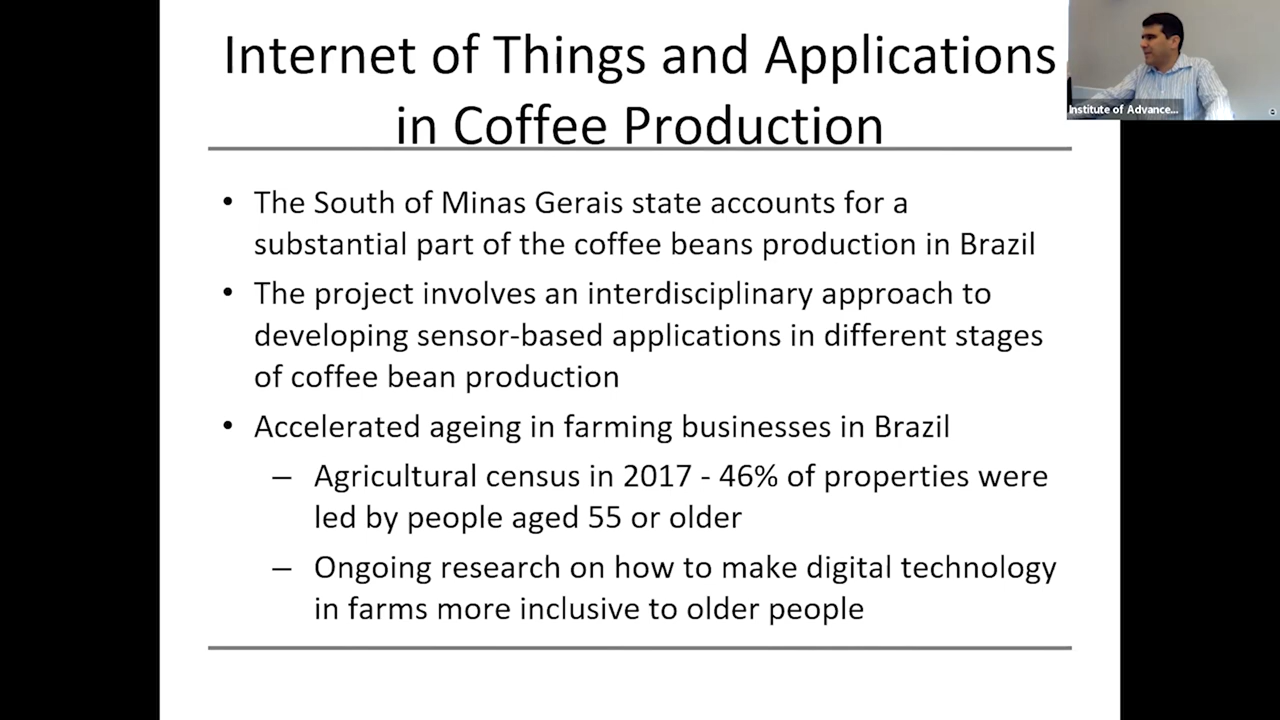 Internet of Things and Applications
in Coffee Production
Institute of Advance...
• The South of Minas Gerais state accounts for a
substantial part of the coffee beans production in Brazil
• The project involves an interdisciplinary approach to
developing sensor-based applications in different stages
of coffee bean production
• Accelerated ageing in farming businesses in Brazil
– Agricultural census in 2017 - 46% of properties were
led by people aged 55 or older
– Ongoing research on how to make digital technology
in farms more inclusive to older people